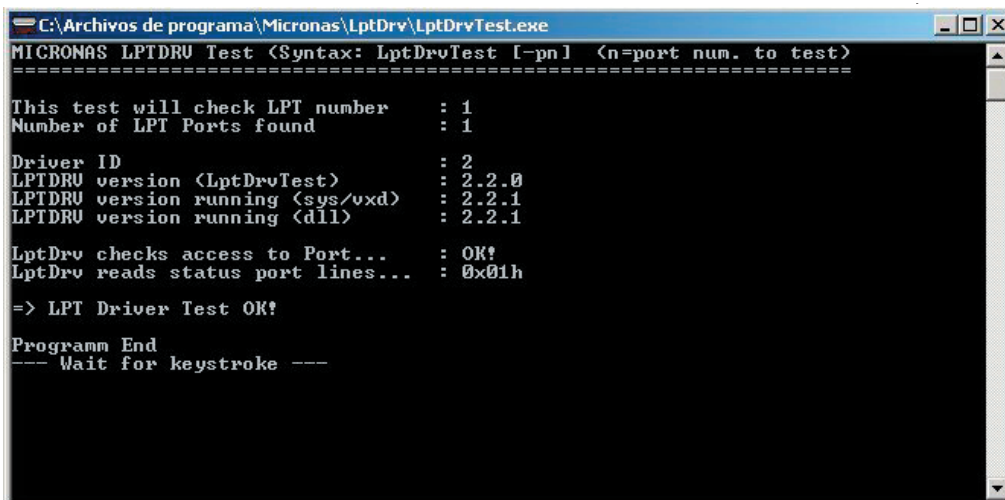 C:\Archivos de programa\Micronas\LptDrv\LptDrvTest.exe
MICRONAS LPTDRV Test (Syntax: LptDrvTest [-pn]  (n=port num. to test)
=====================================================================
This test will check LPT number    : 1
Number of LPT Ports found          : 1
Driver ID                          : 2
LPTDRV version (LptDrvTest)        : 2.2.0
LPTDRV version running (sys/vxd)   : 2.2.1
LPTDRV version running (dll)       : 2.2.1
LptDrv checks access to Port...    : OK!
LptDrv reads status port lines...  : 0x01h
=> LPT Driver Test OK!
Programm End
--- Wait for keystroke ---